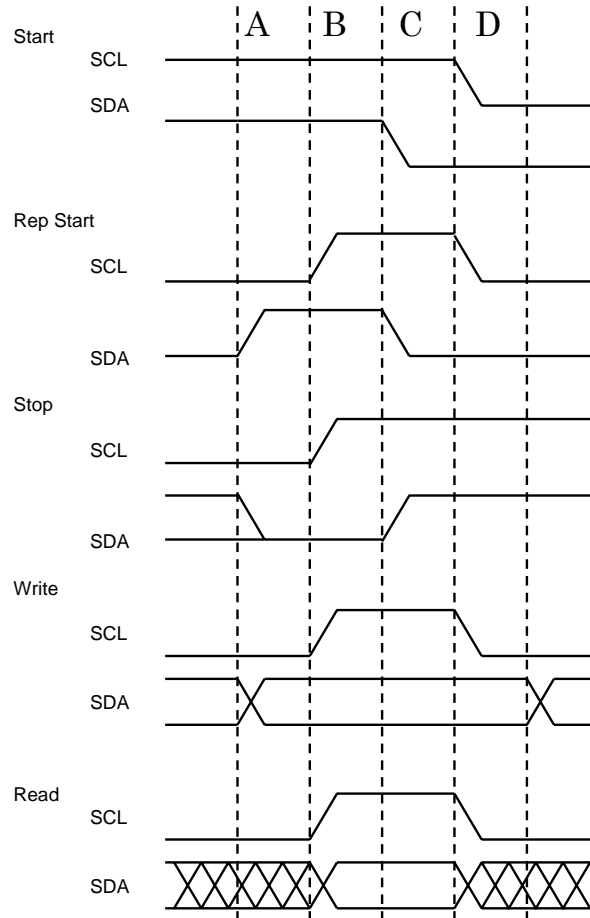 A B C D
Start
SCL
SDA
Rep Start
SCL
SDA
Stop
SCL
SDA
Write
SCL
SDA
Read
SCL
SDA